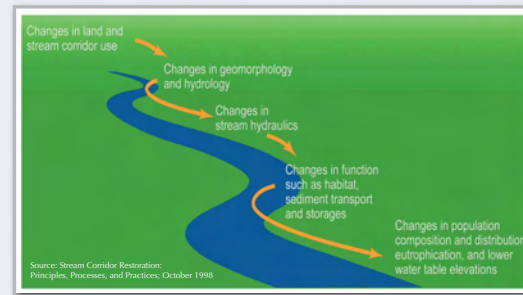 Changes in land and
stream corridor use
Changes in geomorphology
and hydrology
Changes in
stream hydraulics
Changes in function
such as habitat,
sediment transport
and storages
Changes in population
composition and distribution,
eutrophication, and lower
water table elevations
Source: Stream Corridor Restoration:
Principles, Processes, and Practices; October 1998